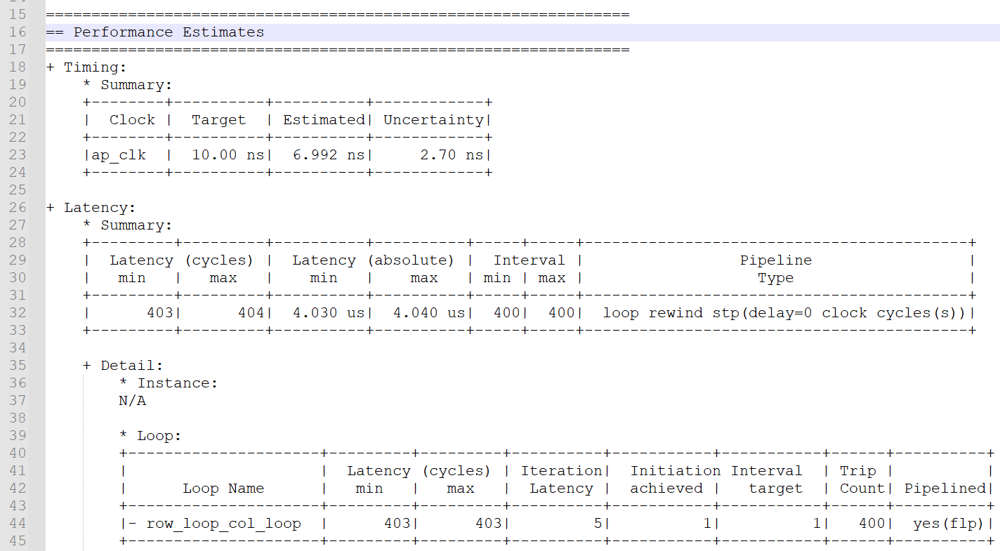 15 ================================================================
16 == Performance Estimates
17 ================================================================
18 + Timing:
19     * Summary:
20     +--------+----------+----------+------------+
21     |  Clock |  Target  | Estimated| Uncertainty|
22     +--------+----------+----------+------------+
23     |ap_clk  |  10.00 ns|  6.992 ns|     2.70 ns|
24     +--------+----------+----------+------------+
25
26 + Latency:
27     * Summary:
28     +---------+---------+----------+----------+-----+-----+------------------------------------------+
29     |  Latency (cycles) |  Latency (absolute) |  Interval |                 Pipeline                 |
30     |   min   |   max   |    min   |    max   | min | max |                   Type                   |
31     +---------+---------+----------+----------+-----+-----+------------------------------------------+
32     |      403|      404|  4.030 us|  4.040 us|  400|  400|  loop rewind stp(delay=0 clock cycles(s))|
33     +---------+---------+----------+----------+-----+-----+------------------------------------------+
34
35     + Detail:
36         * Instance:
37         N/A
38
39         * Loop:
40         +---------------------+---------+---------+----------+-----------+-----------+------+----------+
41         |                     |  Latency (cycles) | Iteration|  Initiation Interval  | Trip |          |
42         |      Loop Name      |   min   |   max   |  Latency |  achieved |   target  | Count| Pipelined|
43         +---------------------+---------+---------+----------+-----------+-----------+------+----------+
44         |- row_loop_col_loop  |      403|      403|         5|          1|          1|   400|  yes(flp)|
45         +---------------------+---------+---------+----------+-----------+-----------+------+----------+